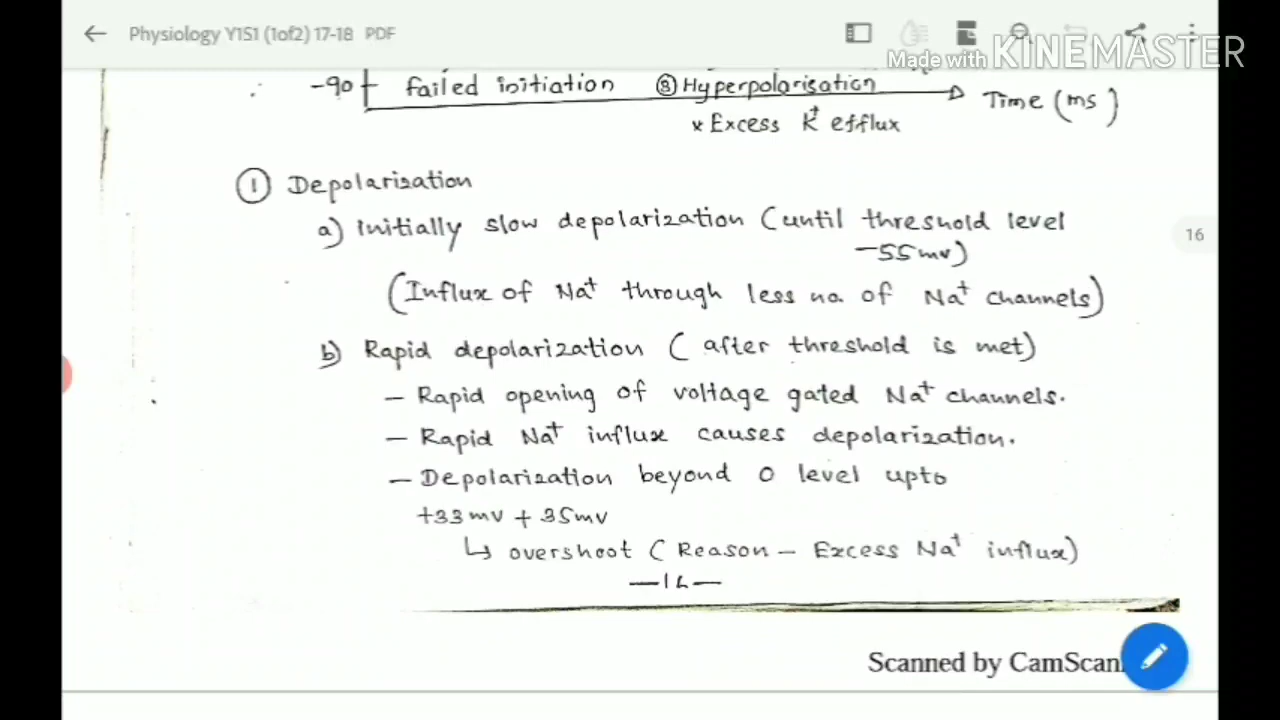 Physiology Y1S1 (1of2) 17-18 PDF
Made with KINEMASTER
-90 Failed initiation ⑧ Hyperpolarisation
Time (ms)
x Excess K+ efflux
① Depolarization
a) Initially slow depolarization (until threshold level
-55mv)
16
(Influx of Na+ through less no. of Na+ channels)
b) Rapid depolarization ( after threshold is met)
— Rapid opening of voltage gated Na+ channels.
— Rapid Na+ influx causes depolarization.
— Depolarization beyond 0 level upto
+33mv + 35mv
↳ overshoot ( Reason — Excess Na+ influx)
Scanned by CamScan